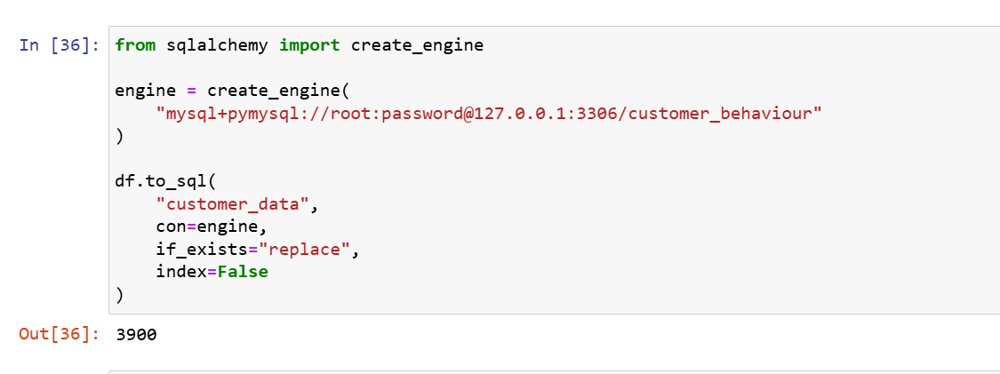 In [36]: from sqlalchemy import create_engine
engine = create_engine(
    "mysql+pymysql://root:password@127.0.0.1:3306/customer_behaviour"
)
df.to_sql(
    "customer_data",
    con=engine,
    if_exists="replace",
    index=False
)
Out[36]: 3900